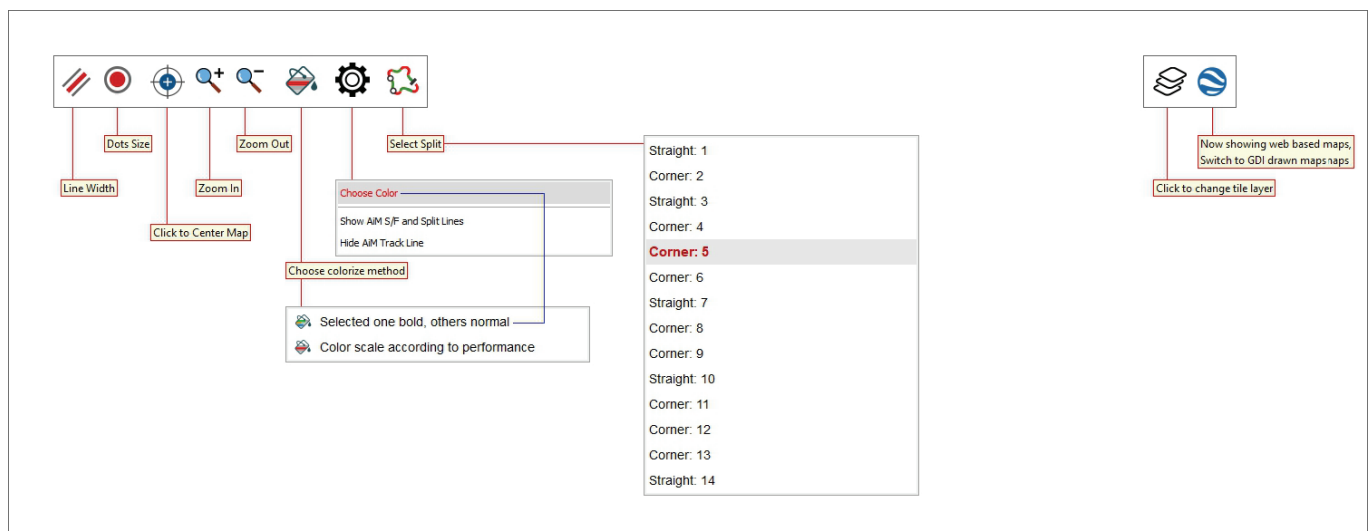 Dots Size
Zoom Out
Select Split
Line Width
Zoom In
Click to Center Map
Choose Color
Show AiM S/F and Split Lines
Hide AiM Track Line
Choose colorize method
Selected one bold, others normal
Color scale according to performance
Straight: 1
Corner: 2
Straight: 3
Corner: 4
Corner: 5
Corner: 6
Straight: 7
Corner: 8
Corner: 9
Straight: 10
Corner: 11
Corner: 12
Corner: 13
Straight: 14
Now showing web based maps,
Switch to GDI drawn mapsnaps
Click to change tile layer